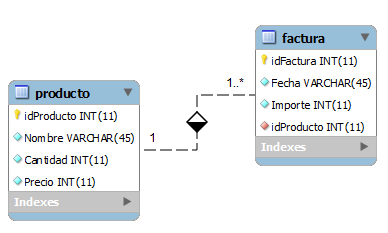 producto
idProducto INT(11)
Nombre VARCHAR(45)
Cantidad INT(11)
Precio INT(11)
Indexes
1
1..*
factura
idFactura INT(11)
Fecha VARCHAR(45)
Importe INT(11)
idProducto INT(11)
Indexes